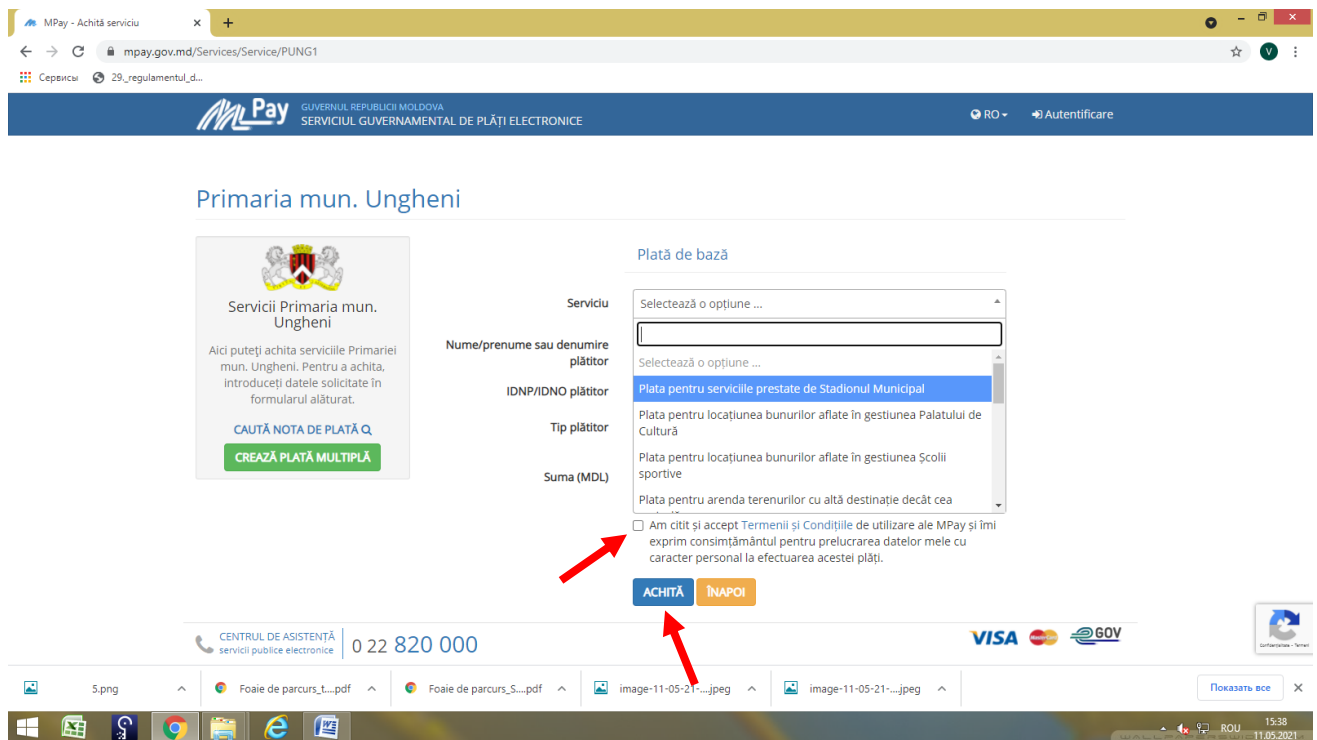 MPay - Achită serviciu
mpay.gov.md/Services/Service/PUNG1
V
Сервисы
29._regulamentul_d...
Pay
GUVERNUL REPUBLICII MOLDOVA
SERVICIUL GUVERNAMENTAL DE PLĂȚI ELECTRONICE
RO
Autentificare
Primaria mun. Ungheni
Servicii Primaria mun.
Ungheni
Aici puteţi achita serviciile Primariei
mun. Ungheni. Pentru a achita,
introduceți datele solicitate în
formularul alăturat.
CAUTĂ NOTA DE PLATĂ
CREAZĂ PLATĂ MULTIPLĂ
Plată de bază
Serviciu
Selectează o opțiune ...
Selectează o opțiune ...
Plata pentru serviciile prestate de Stadionul Municipal
Plata pentru locațiunea bunurilor aflate în gestiunea Palatului de
Cultură
Plata pentru locațiunea bunurilor aflate în gestiunea Școlii
sportive
Plata pentru arenda terenurilor cu altă destinație decât cea
Nume/prenume sau denumire
plătitor
IDNP/IDNO plătitor
Tip plătitor
Suma (MDL)
Am citit și accept Termenii și Condițiile de utilizare ale MPay și îmi
exprim consimțământul pentru prelucrarea datelor mele cu
caracter personal la efectuarea acestei plăți.
ACHITĂ
ÎNAPOI
CENTRUL DE ASISTENȚĂ
servicii publice electronice
0 22 820 000
VISA
GOV
5.png
Foaie de parcurs_t....pdf
Foaie de parcurs_S....pdf
image-11-05-21-....jpeg
image-11-05-21-....jpeg
Показать все
ROU
15:38
11.05.2021